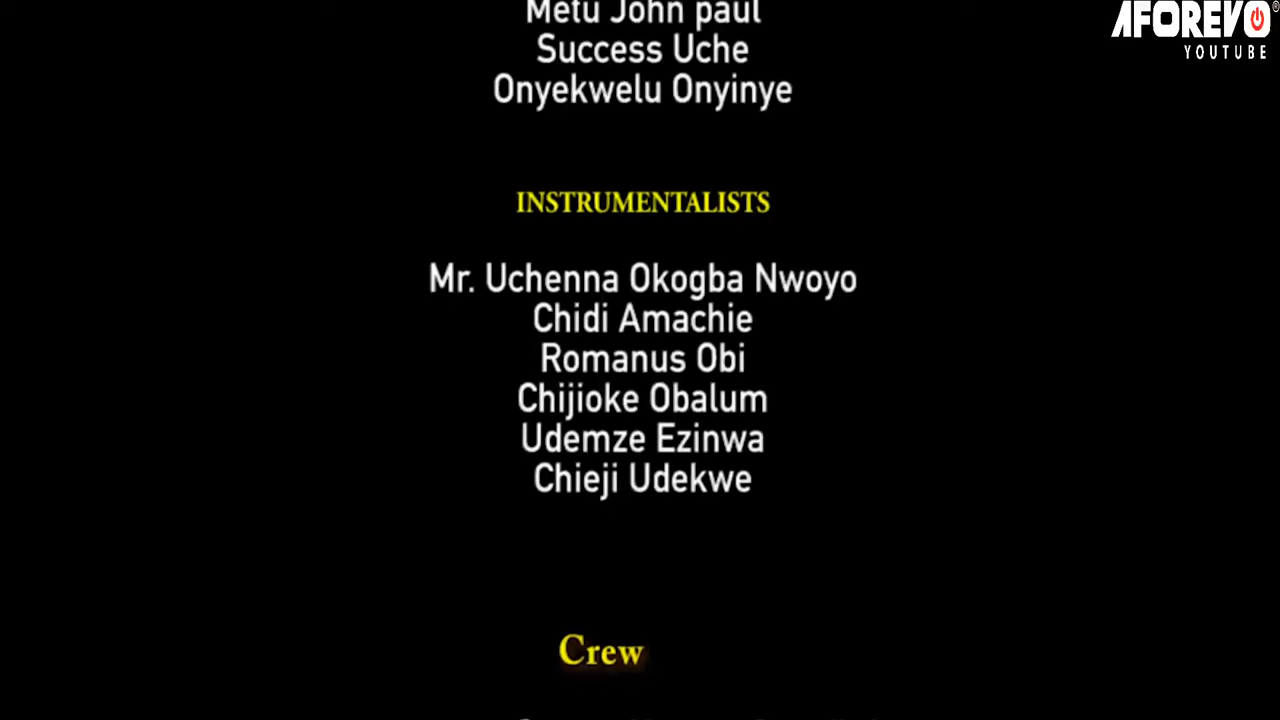 AFOREVO®
YOUTUBE
Metu John paul
Success Uche
Onyekwelu Onyinye
INSTRUMENTALISTS
Mr. Uchenna Okogba Nwoyo
Chidi Amachie
Romanus Obi
Chijioke Obalum
Udemze Ezinwa
Chieji Udekwe
Crew